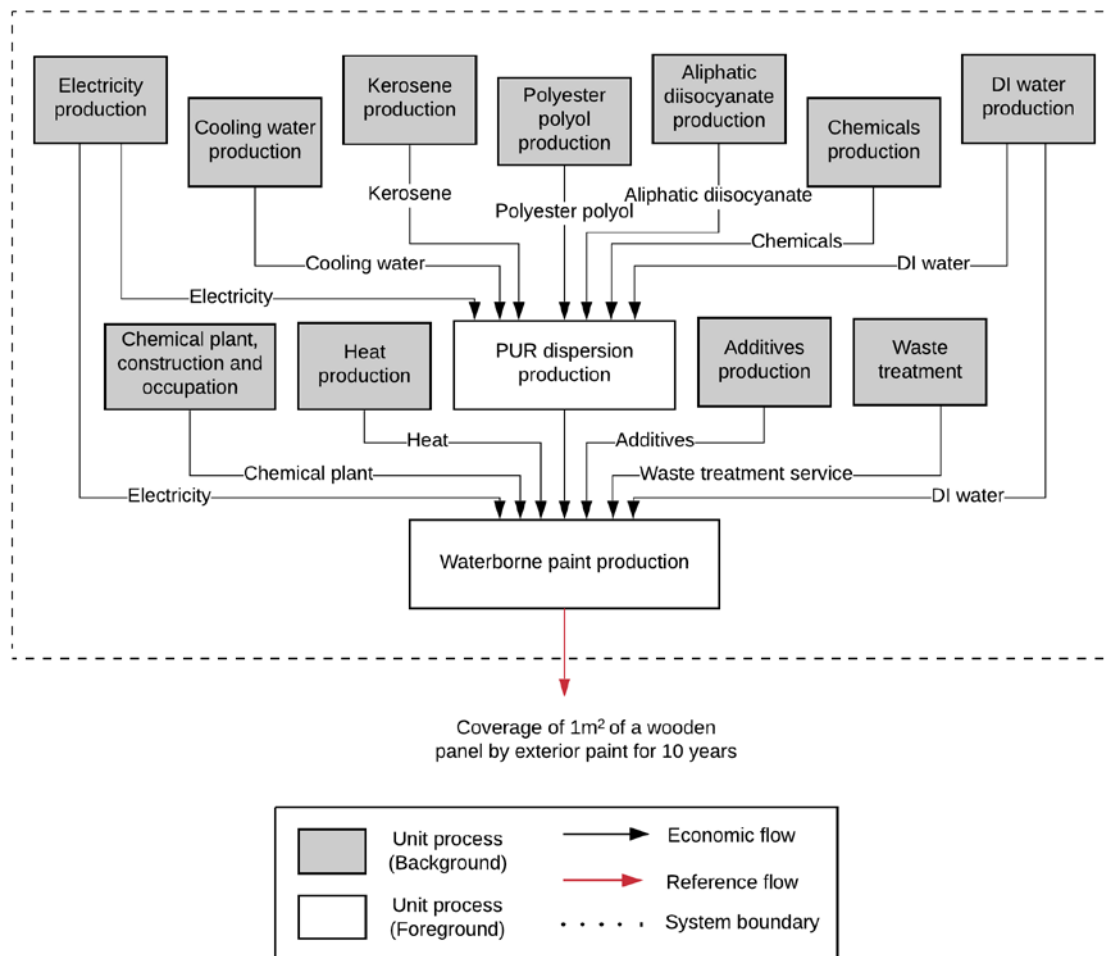 Electricity
production
Cooling water
production
Kerosene
production
Polyester
polyol
production
Aliphatic
diisocyanate
production
Chemicals
production
DI water
production
Kerosene
Polyester polyol
Aliphatic diisocyanate
Chemicals
Cooling water
DI water
Electricity
Chemical plant,
construction and
occupation
Heat
production
PUR dispersion
production
Additives
production
Waste
treatment
Heat
Additives
Chemical plant
Waste treatment service
Electricity
DI water
Waterborne paint production
Coverage of 1m² of a wooden
panel by exterior paint for 10 years
Unit process
(Background)
Economic flow
Reference flow
Unit process
(Foreground)
System boundary